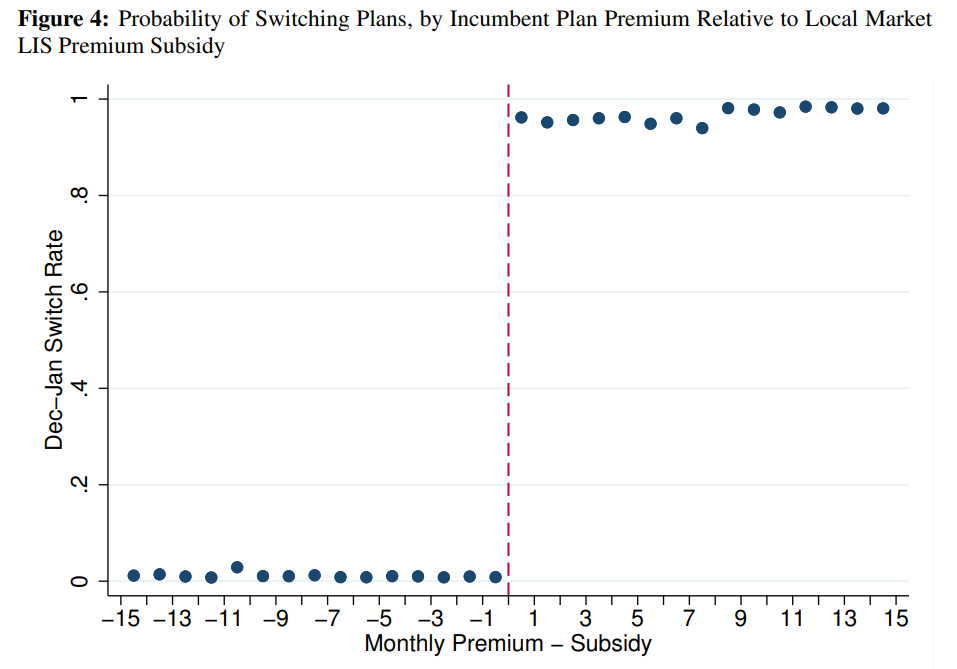 Figure 4: Probability of Switching Plans, by Incumbent Plan Premium Relative to Local Market
LIS Premium Subsidy
1
.8
.6
.4
.2
0
Dec–Jan Switch Rate
–15 –13 –11 –9 –7 –5 –3 –1 1 3 5 7 9 11 13 15
Monthly Premium – Subsidy